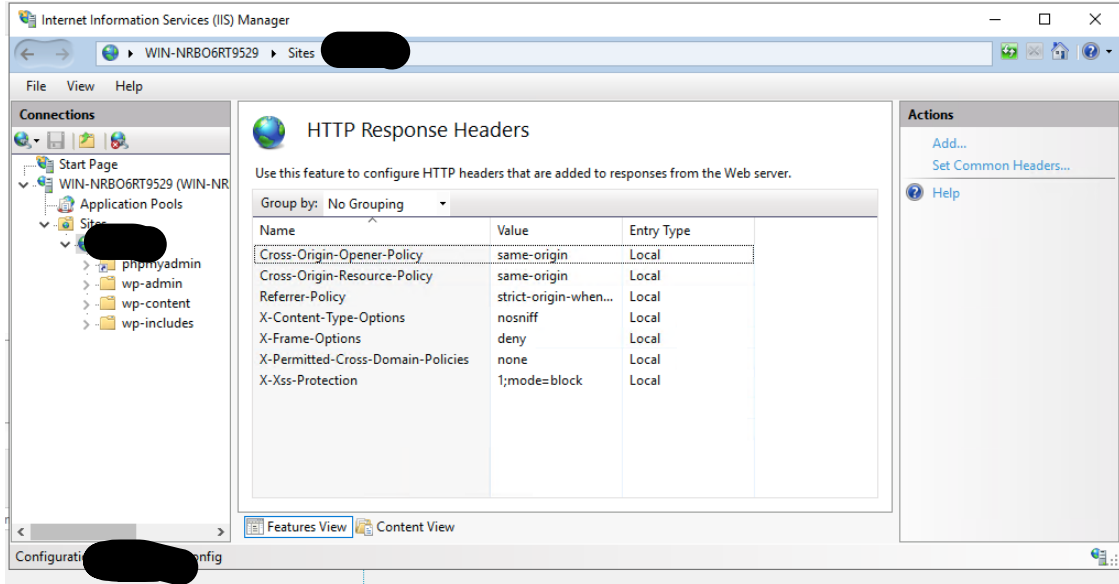 Internet Information Services (IIS) Manager
WIN-NRBO6RT9529 Sites
File View Help
Connections
Start Page
WIN-NRBO6RT9529 (WIN-NR
Application Pools
Sites
phpmyadmin
wp-admin
wp-content
wp-includes
HTTP Response Headers
Use this feature to configure HTTP headers that are added to responses from the Web server.
Group by: No Grouping
Name Value Entry Type
Cross-Origin-Opener-Policy same-origin Local
Cross-Origin-Resource-Policy same-origin Local
Referrer-Policy strict-origin-when... Local
X-Content-Type-Options nosniff Local
X-Frame-Options deny Local
X-Permitted-Cross-Domain-Policies none Local
X-Xss-Protection 1;mode=block Local
Features View Content View
Actions
Add...
Set Common Headers...
Help
Configurati nfig